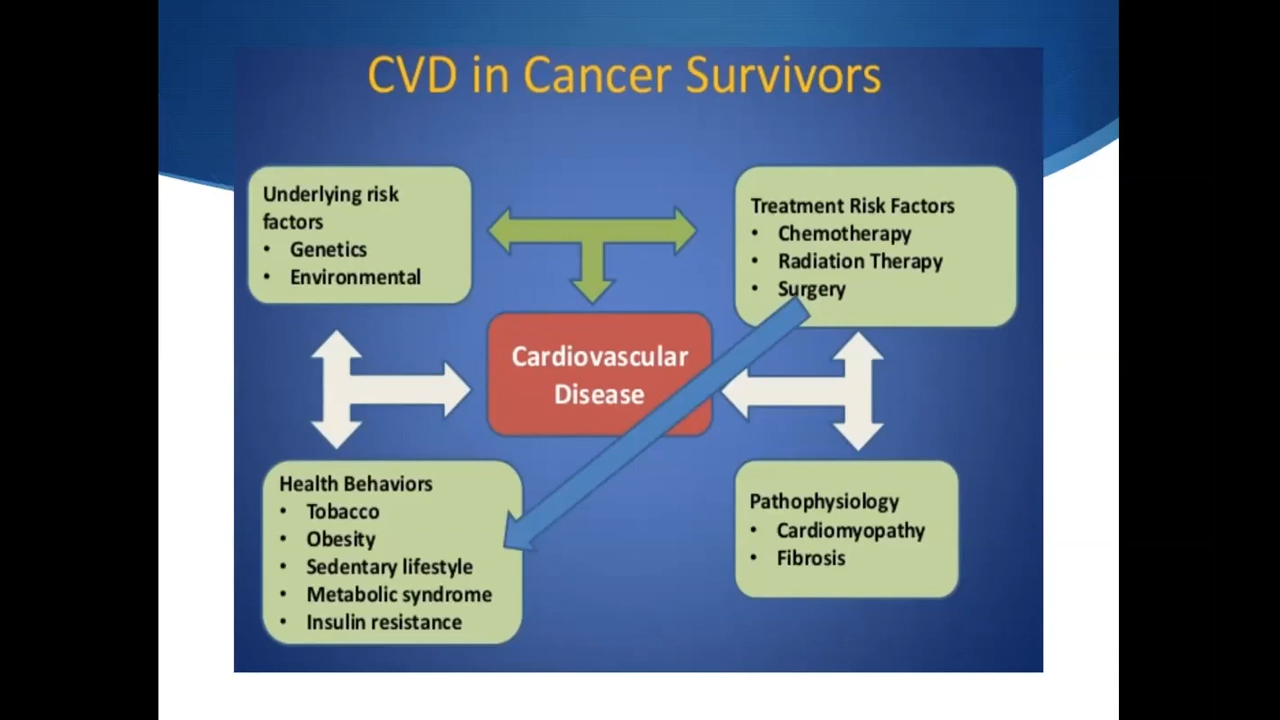 CVD in Cancer Survivors
Underlying risk
factors
• Genetics
• Environmental
Treatment Risk Factors
• Chemotherapy
• Radiation Therapy
• Surgery
Cardiovascular
Disease
Health Behaviors
• Tobacco
• Obesity
• Sedentary lifestyle
• Metabolic syndrome
• Insulin resistance
Pathophysiology
• Cardiomyopathy
• Fibrosis